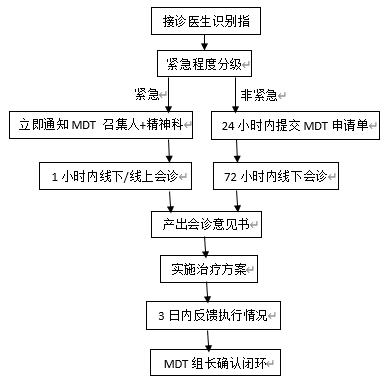 接诊医生识别指
紧急程度分级
紧急
非紧急
立即通知 MDT 召集人+精神科
24 小时内提交 MDT 申请单
1 小时内线下/线上会诊
72 小时内线下会诊
产出会诊意见书
实施治疗方案
3 日内反馈执行情况
MDT 组长确认闭环